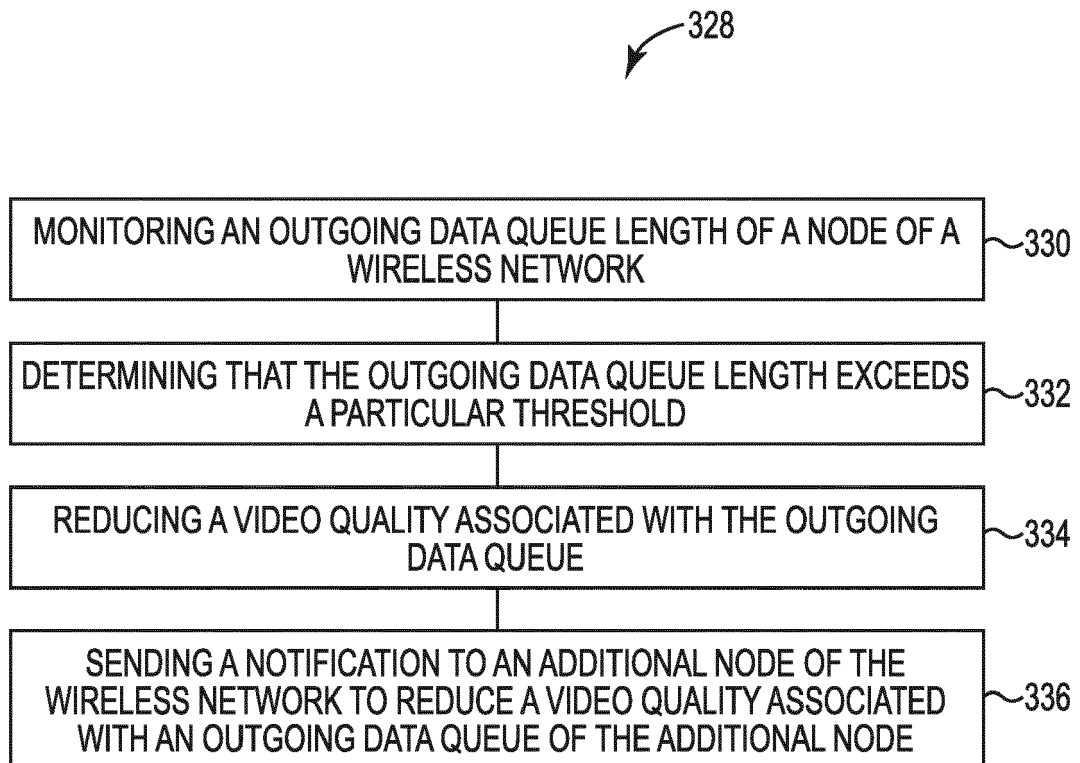 328
MONITORING AN OUTGOING DATA QUEUE LENGTH OF A NODE OF A
WIRELESS NETWORK
330
DETERMINING THAT THE OUTGOING DATA QUEUE LENGTH EXCEEDS
A PARTICULAR THRESHOLD
332
REDUCING A VIDEO QUALITY ASSOCIATED WITH THE OUTGOING
DATA QUEUE
334
SENDING A NOTIFICATION TO AN ADDITIONAL NODE OF THE
WIRELESS NETWORK TO REDUCE A VIDEO QUALITY ASSOCIATED
WITH AN OUTGOING DATA QUEUE OF THE ADDITIONAL NODE
336